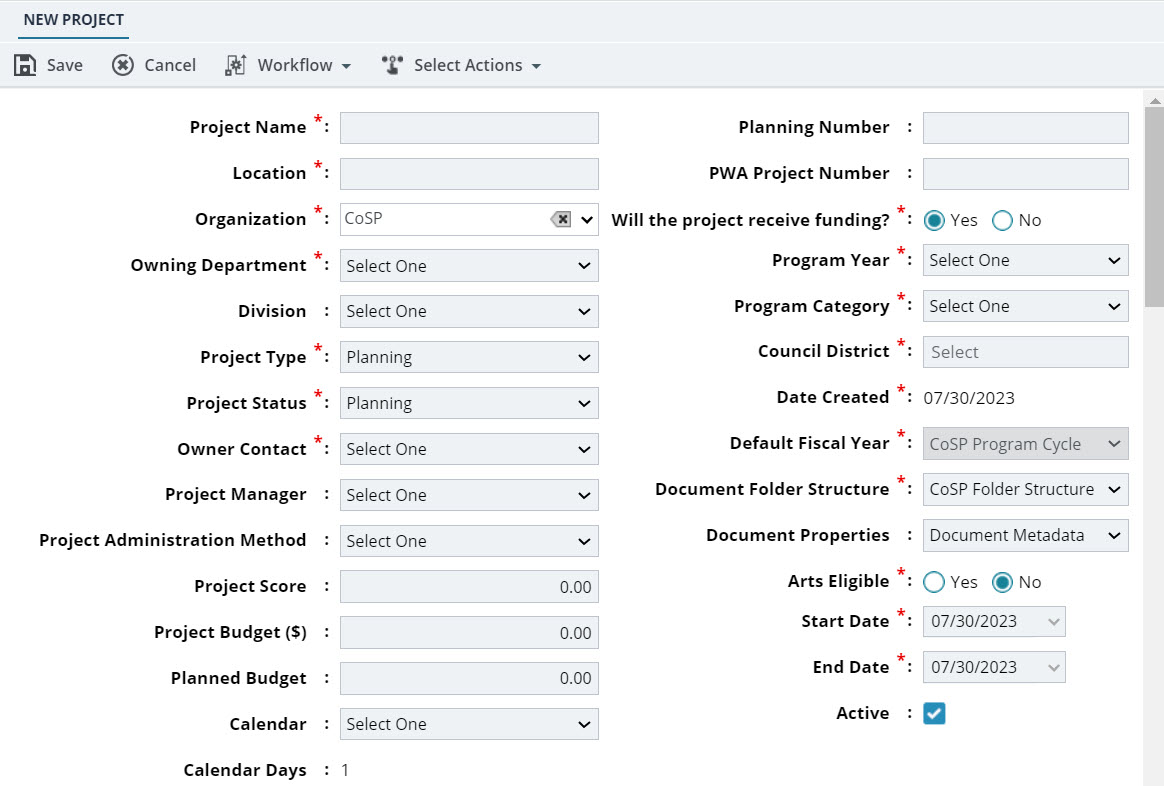 NEW PROJECT
Save Cancel Workflow Select Actions
Project Name * :
Location * :
Organization * : CoSP
Owning Department * : Select One
Division : Select One
Project Type * : Planning
Project Status * : Planning
Owner Contact * : Select One
Project Manager : Select One
Project Administration Method : Select One
Project Score : 0.00
Project Budget ($) : 0.00
Planned Budget : 0.00
Calendar : Select One
Calendar Days : 1
Planning Number :
PWA Project Number :
Will the project receive funding? * : Yes No
Program Year * : Select One
Program Category * : Select One
Council District * : Select
Date Created * : 07/30/2023
Default Fiscal Year * : CoSP Program Cycle
Document Folder Structure * : CoSP Folder Structure
Document Properties : Document Metadata
Arts Eligible * : Yes No
Start Date * : 07/30/2023
End Date * : 07/30/2023
Active :